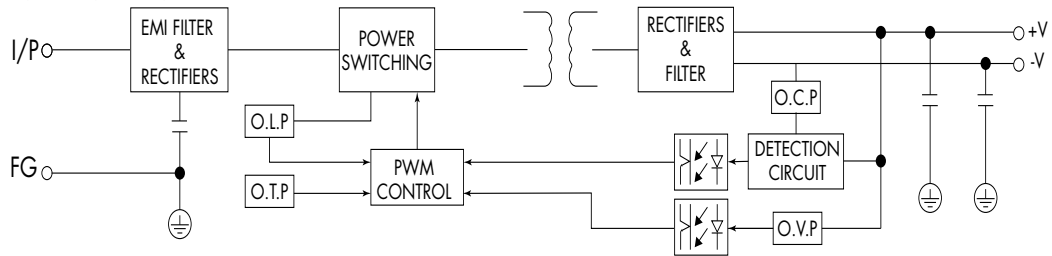 I/P
EMI FILTER
&
RECTIFIERS
POWER
SWITCHING
RECTIFIERS
&
FILTER
+V
-V
O.L.P
O.C.P
FG
O.T.P
PWM
CONTROL
DETECTION
CIRCUIT
O.V.P